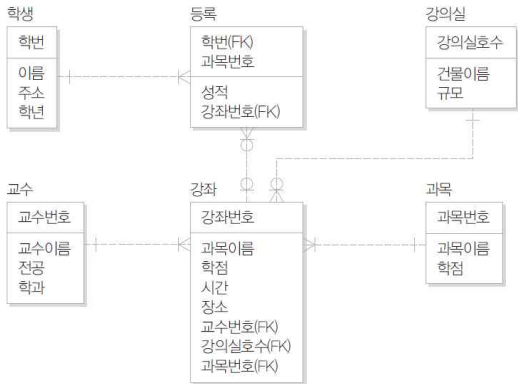 학생
학번
이름
주소
학년
등록
학번(FK)
과목번호
성적
강좌번호(FK)
강의실
강의실호수
건물이름
규모
교수
교수번호
교수이름
전공
학과
강좌
강좌번호
과목이름
학점
시간
장소
교수번호(FK)
강의실호수(FK)
과목번호(FK)
과목
과목번호
과목이름
학점